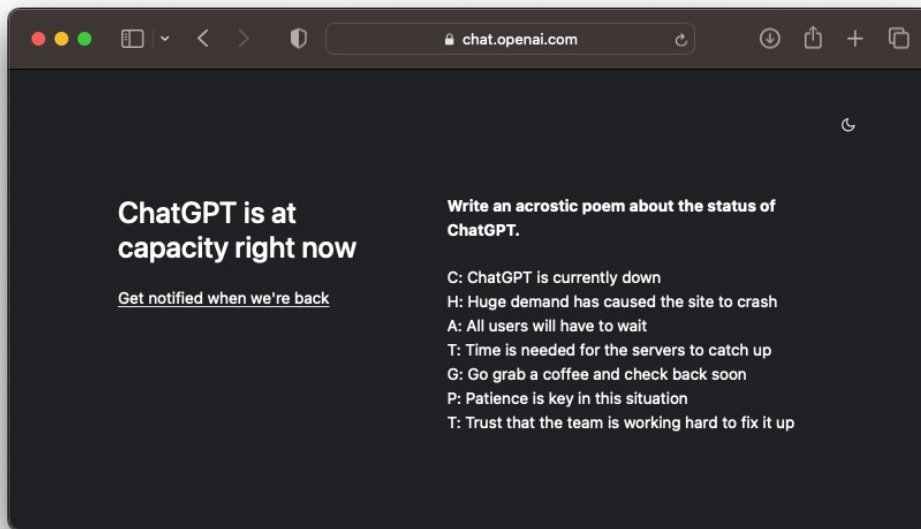 chat.openai.com
ChatGPT is at
capacity right now
Get notified when we're back
Write an acrostic poem about the status of
ChatGPT.
C: ChatGPT is currently down
H: Huge demand has caused the site to crash
A: All users will have to wait
T: Time is needed for the servers to catch up
G: Go grab a coffee and check back soon
P: Patience is key in this situation
T: Trust that the team is working hard to fix it up